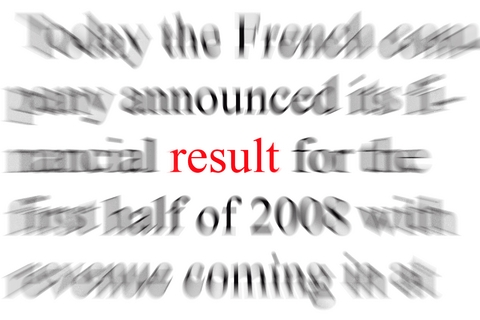 Today the French com-
pany announced its fi-
nancial result for the
first half of 2008 with
revenue coming in at